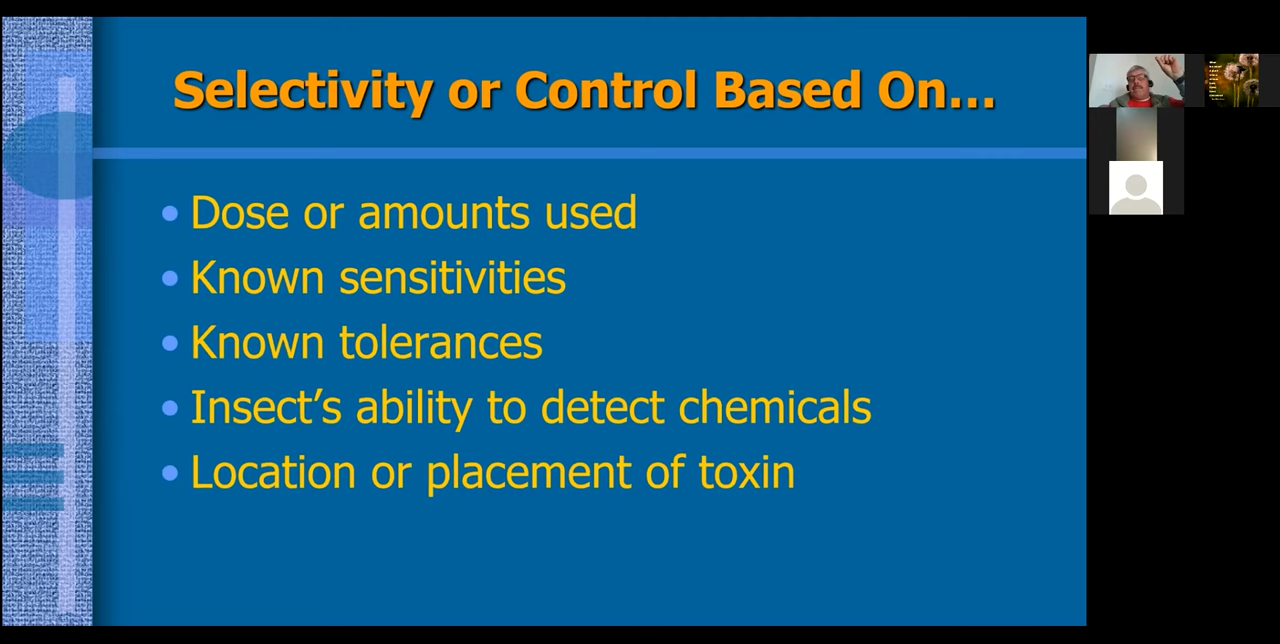 Selectivity or Control Based On…
Dose or amounts used
Known sensitivities
Known tolerances
Insect’s ability to detect chemicals
Location or placement of toxin